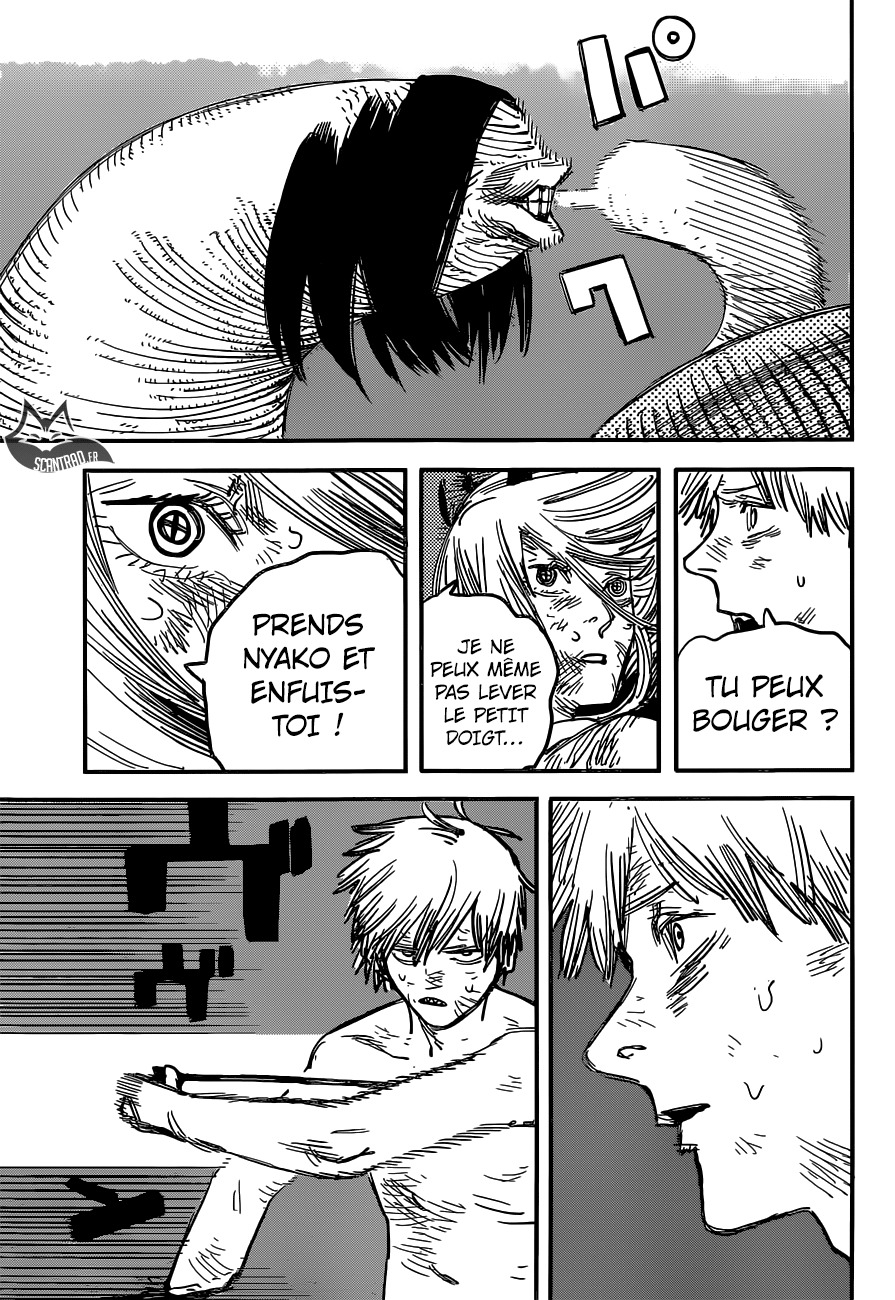 パ
ク
SCANTRAD.FR
TU PEUX
BOUGER ?
JE NE
PEUX MÊME
PAS LEVER
LE PETIT
DOIGT...
PRENDS
NYAKO ET
ENFUIS-
TOI !